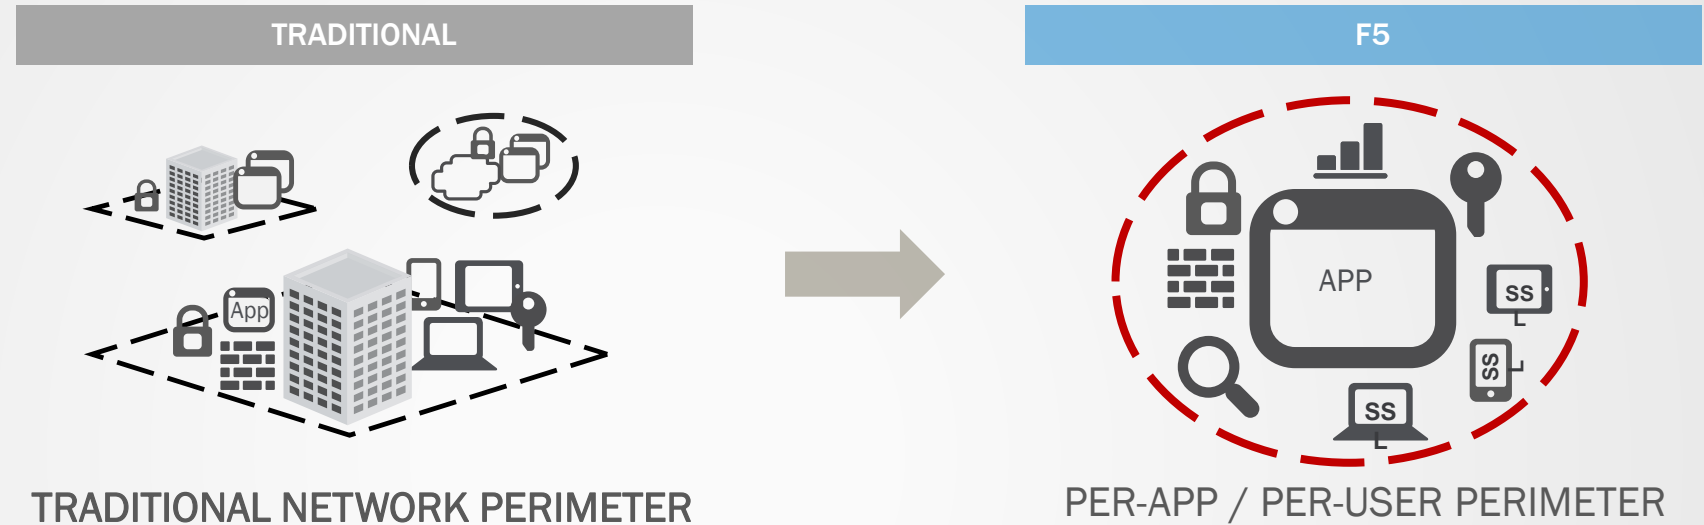 TRADITIONAL
F5
App
APP
SS
L
SS
L
SS
L
TRADITIONAL NETWORK PERIMETER
PER-APP / PER-USER PERIMETER